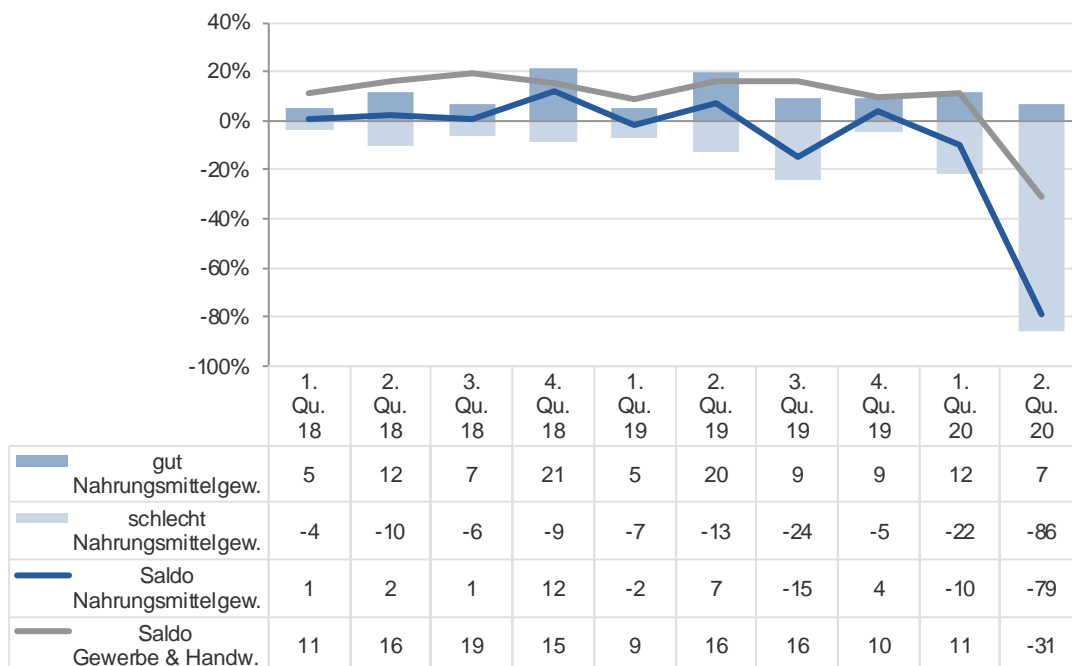 40%
20%
0%
-20%
-40%
-60%
-80%
-100%
1. Qu. 18 2. Qu. 18 3. Qu. 18 4. Qu. 18 1. Qu. 19 2. Qu. 19 3. Qu. 19 4. Qu. 19 1. Qu. 20 2. Qu. 20
gut
Nahrungsmittelgew. 5 12 7 21 5 20 9 9 12 7
schlecht
Nahrungsmittelgew. -4 -10 -6 -9 -7 -13 -24 -5 -22 -86
Saldo
Nahrungsmittelgew. 1 2 1 12 -2 7 -15 4 -10 -79
Saldo
Gewerbe & Handw. 11 16 19 15 9 16 16 10 11 -31